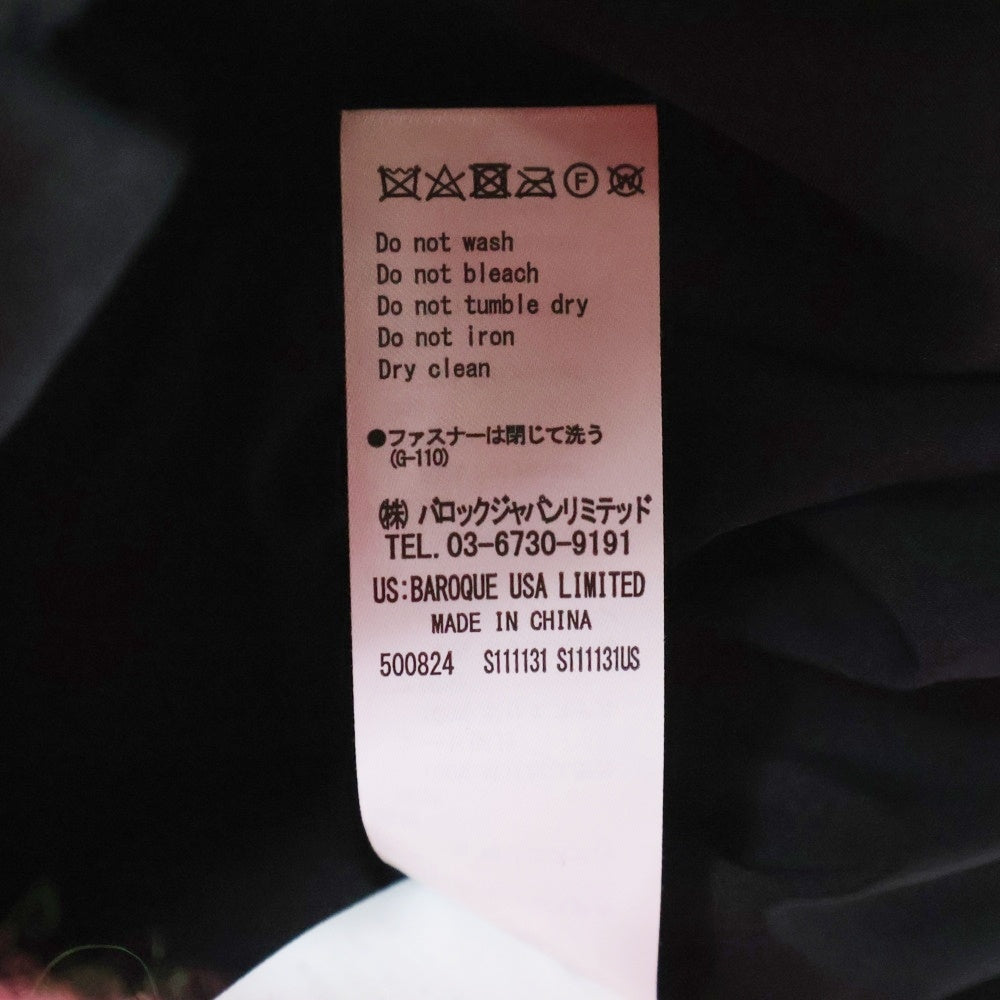 Ⓕ W
Do not wash
Do not bleach
Do not tumble dry
Do not iron
Dry clean
●ファスナーは閉じて洗う
(G-110)
㈱ バロックジャパンリミテッド
TEL. 03-6730-9191
US:BAROQUE USA LIMITED
MADE IN CHINA
500824 S111131 S111131US